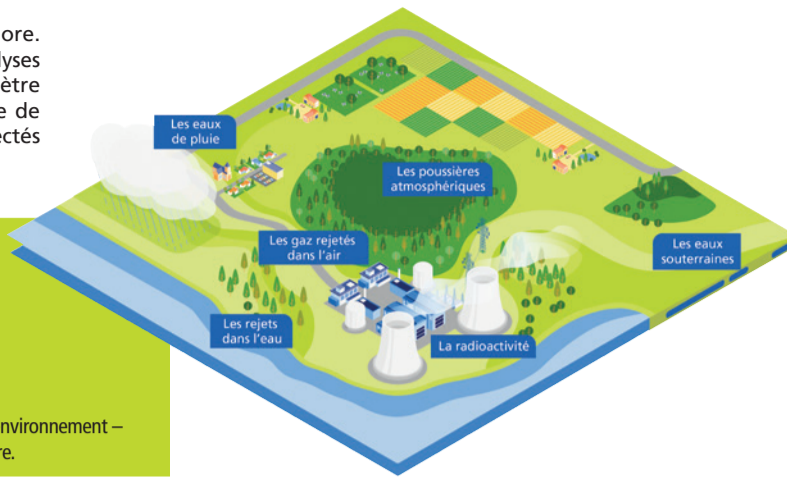 ore.
lyses
ètre
e de
ectés
Les eaux
de pluie
Les poussières
atmosphériques
Les gaz rejetés
dans l'air
Les eaux
souterraines
Les rejets
dans l'eau
La radioactivité
nvironnement –
re.